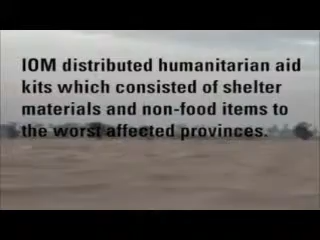 IOM distributed humanitarian aid
kits which consisted of shelter
materials and non-food items to
the worst affected provinces.